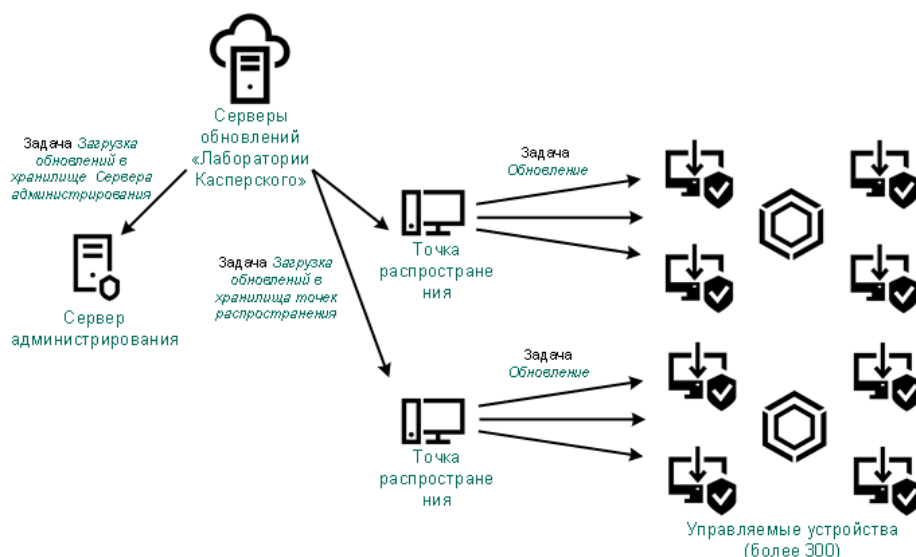 Серверы
обновлений
«Лаборатории
Касперского»
Задача Загрузка
обновлений в
хранилище Сервера
администрирования
Сервер
администрирования
Задача Загрузка
обновлений в
хранилища точек
распространения
Точка
распростране
ния
Задача
Обновление
Точка
распростране
ния
Задача
Обновление
Управляемые устройства
(более 300)